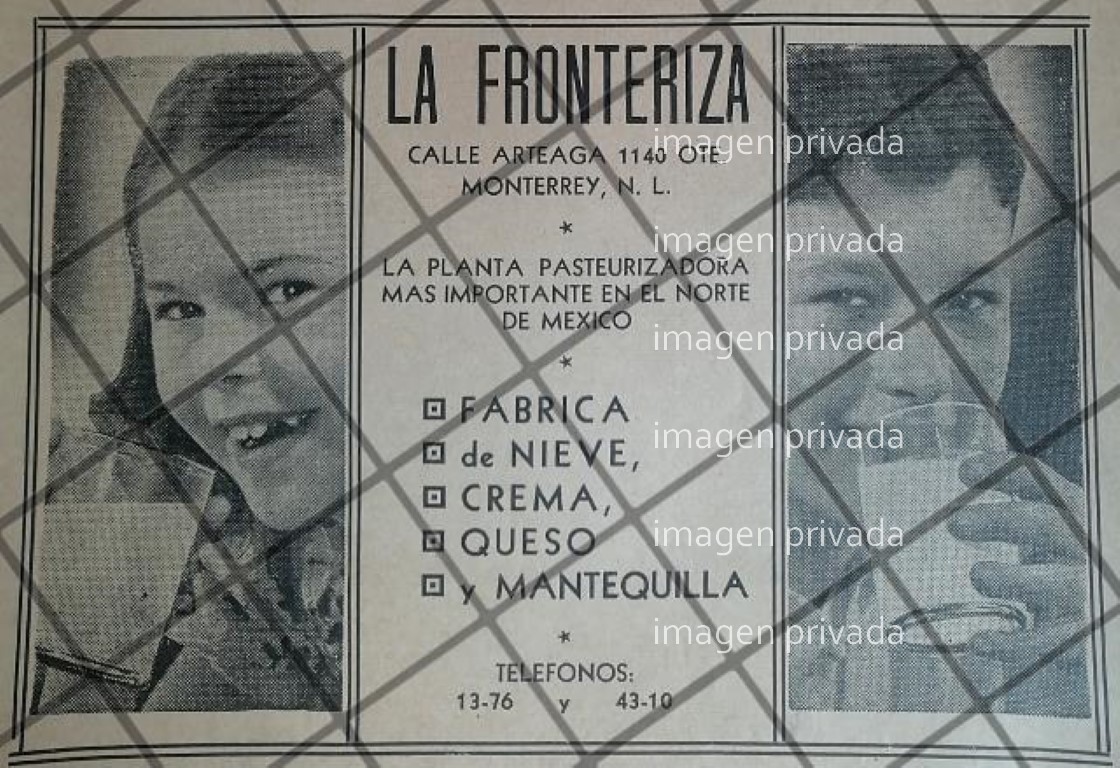 LA FRONTERIZA
CALLE ARTEAGA 1140 OTE.
MONTERREY, N. L.
*
LA PLANTA PASTEURIZADORA
MAS IMPORTANTE EN EL NORTE
DE MEXICO
*
FABRICA
de NIEVE,
CREMA,
QUESO
y MANTEQUILLA
*
TELEFONOS:
13-76 y 43-10
imagen privada
imagen privada
imagen privada
imagen privada
imagen privada
imagen privada